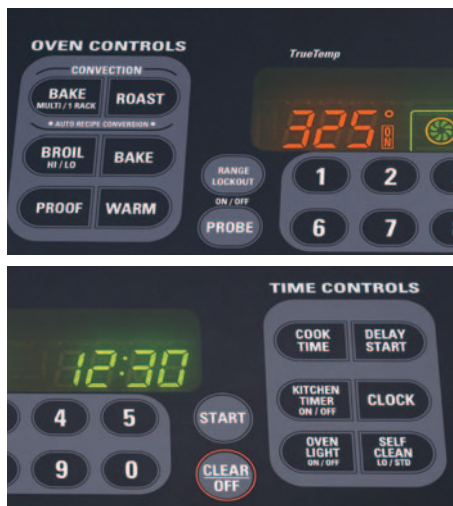 OVEN CONTROLS
CONVECTION
BAKE
MULTI / 1 RACK
ROAST
AUTO RECIPE CONVERSION
BROIL
HI / LO
BAKE
PROOF
WARM
TrueTemp
325°
ON
RANGE
LOCKOUT
ON / OFF
PROBE
1
2
6
7
TIME CONTROLS
12:30
COOK
TIME
DELAY
START
KITCHEN
TIMER
ON / OFF
CLOCK
OVEN
LIGHT
ON / OFF
SELF
CLEAN
LO / STD
4
5
START
9
0
CLEAR
OFF